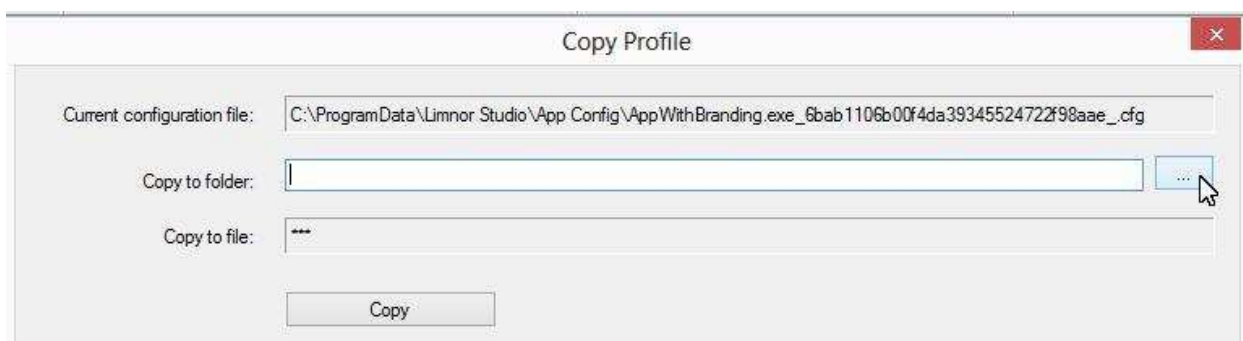 Copy Profile
Current configuration file: C:\ProgramData\Limnor Studio\App Config\AppWithBranding.exe_6bab1106b00f4da39345524722f98aae_.cfg
Copy to folder: ...
Copy to file: ***
Copy